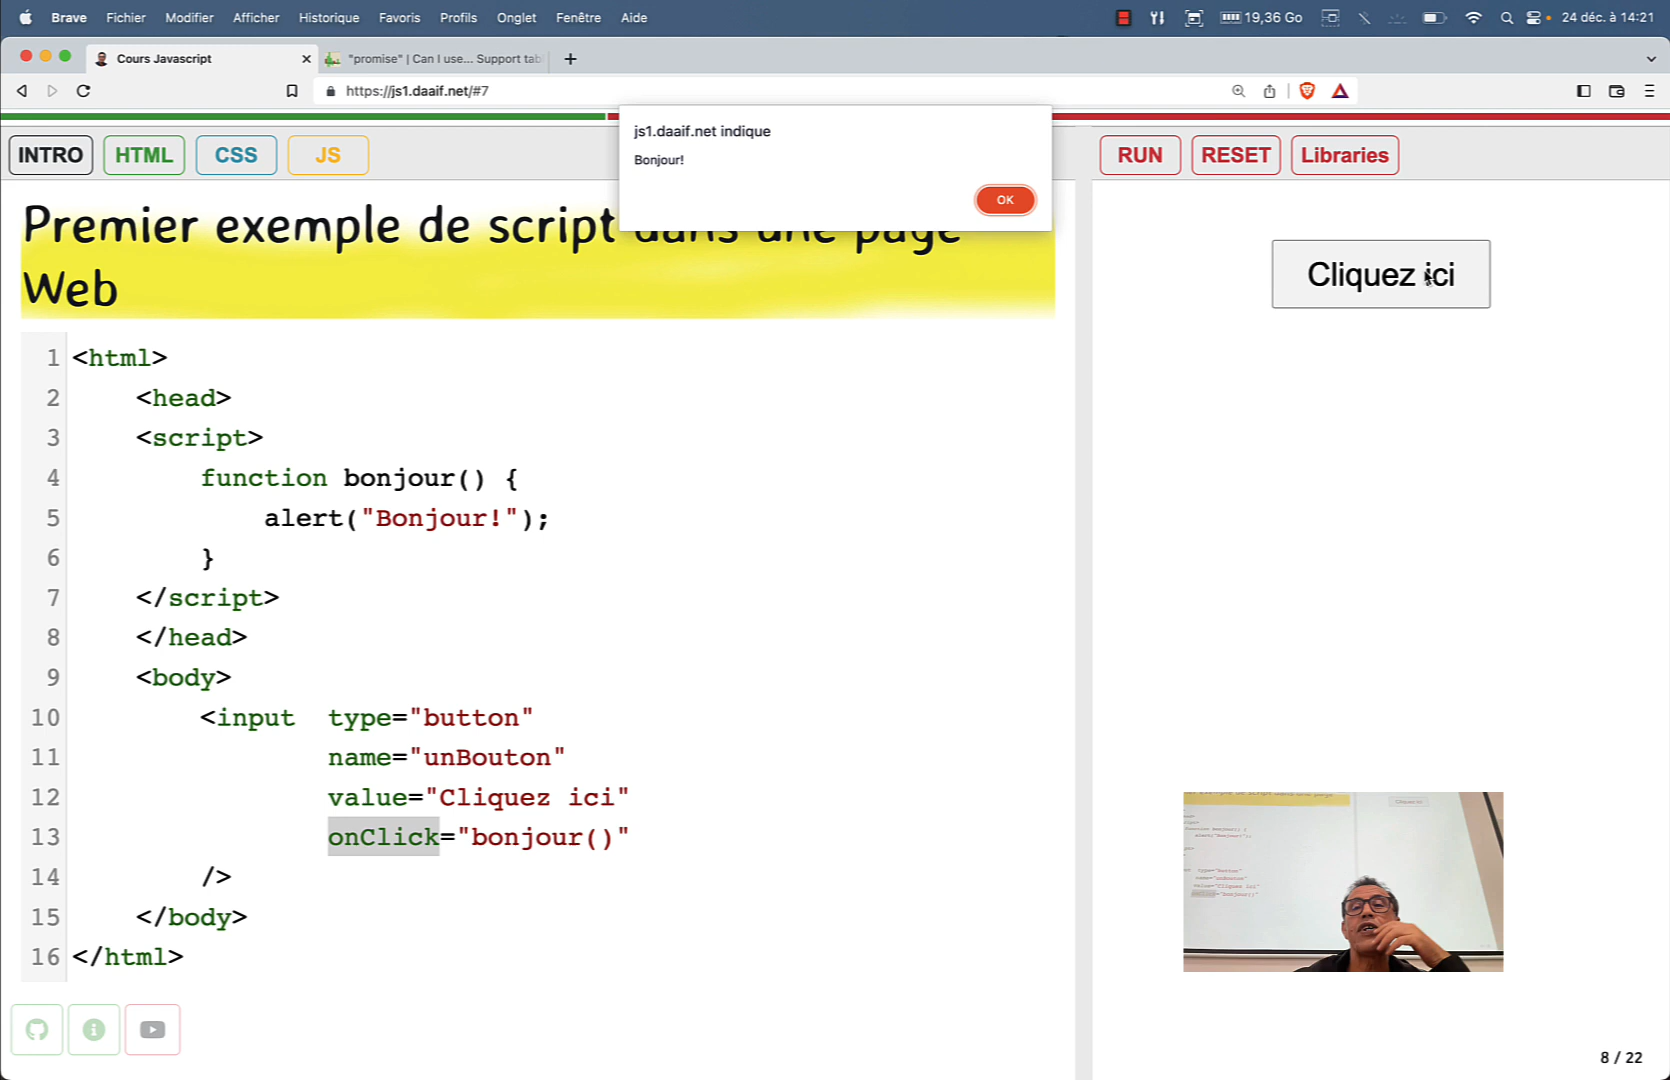 Brave Fichier Modifier Afficher Historique Favoris Profils Onglet Fenêtre Aide 19,36 Go 24 déc. à 14:21
Cours Javascript "promise" | Can I use... Support tab
https://js1.daaif.net/#7
js1.daaif.net indique
Bonjour!
OK
INTRO HTML CSS JS RUN RESET Libraries
Premier exemple de script dans une page
Web
Cliquez ici
1 <html>
2 <head>
3 <script>
4 function bonjour() {
5 alert("Bonjour!");
6 }
7 </script>
8 </head>
9 <body>
10 <input type="button"
11 name="unBouton"
12 value="Cliquez ici"
13 onClick="bonjour()"
14 />
15 </body>
16 </html>
8 / 22